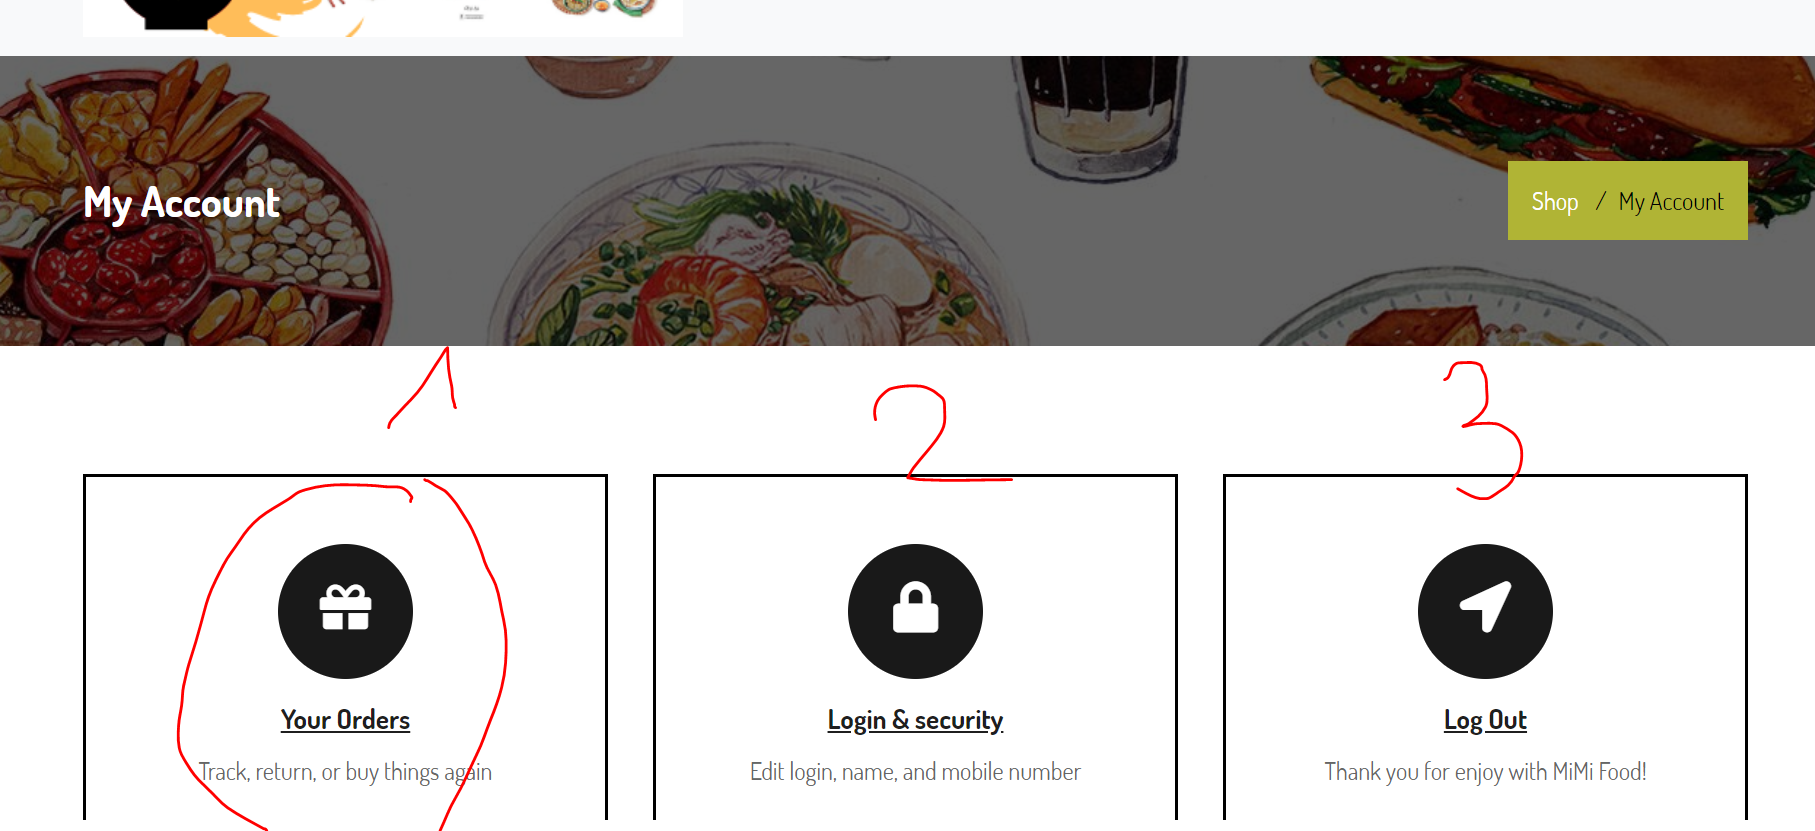 My Account
Shop / My Account
1
2
3
Your Orders
Login & security
Log Out
Track, return, or buy things again
Edit login, name, and mobile number
Thank you for enjoy with MiMi Food!